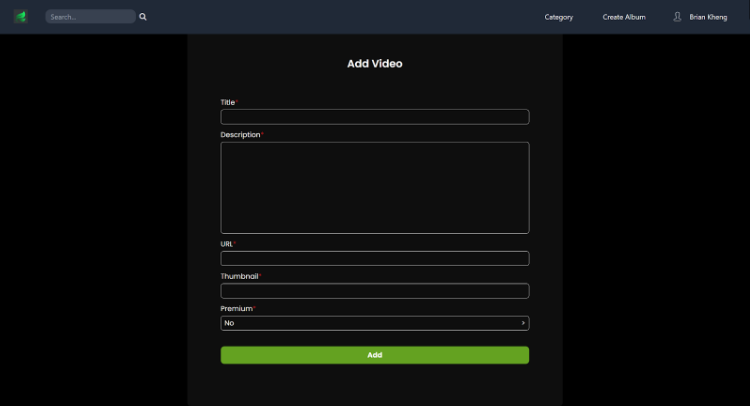 Search...
Category
Create Album
Brian Kheng
Add Video
Title*
Description*
URL*
Thumbnail*
Premium*
No
Add